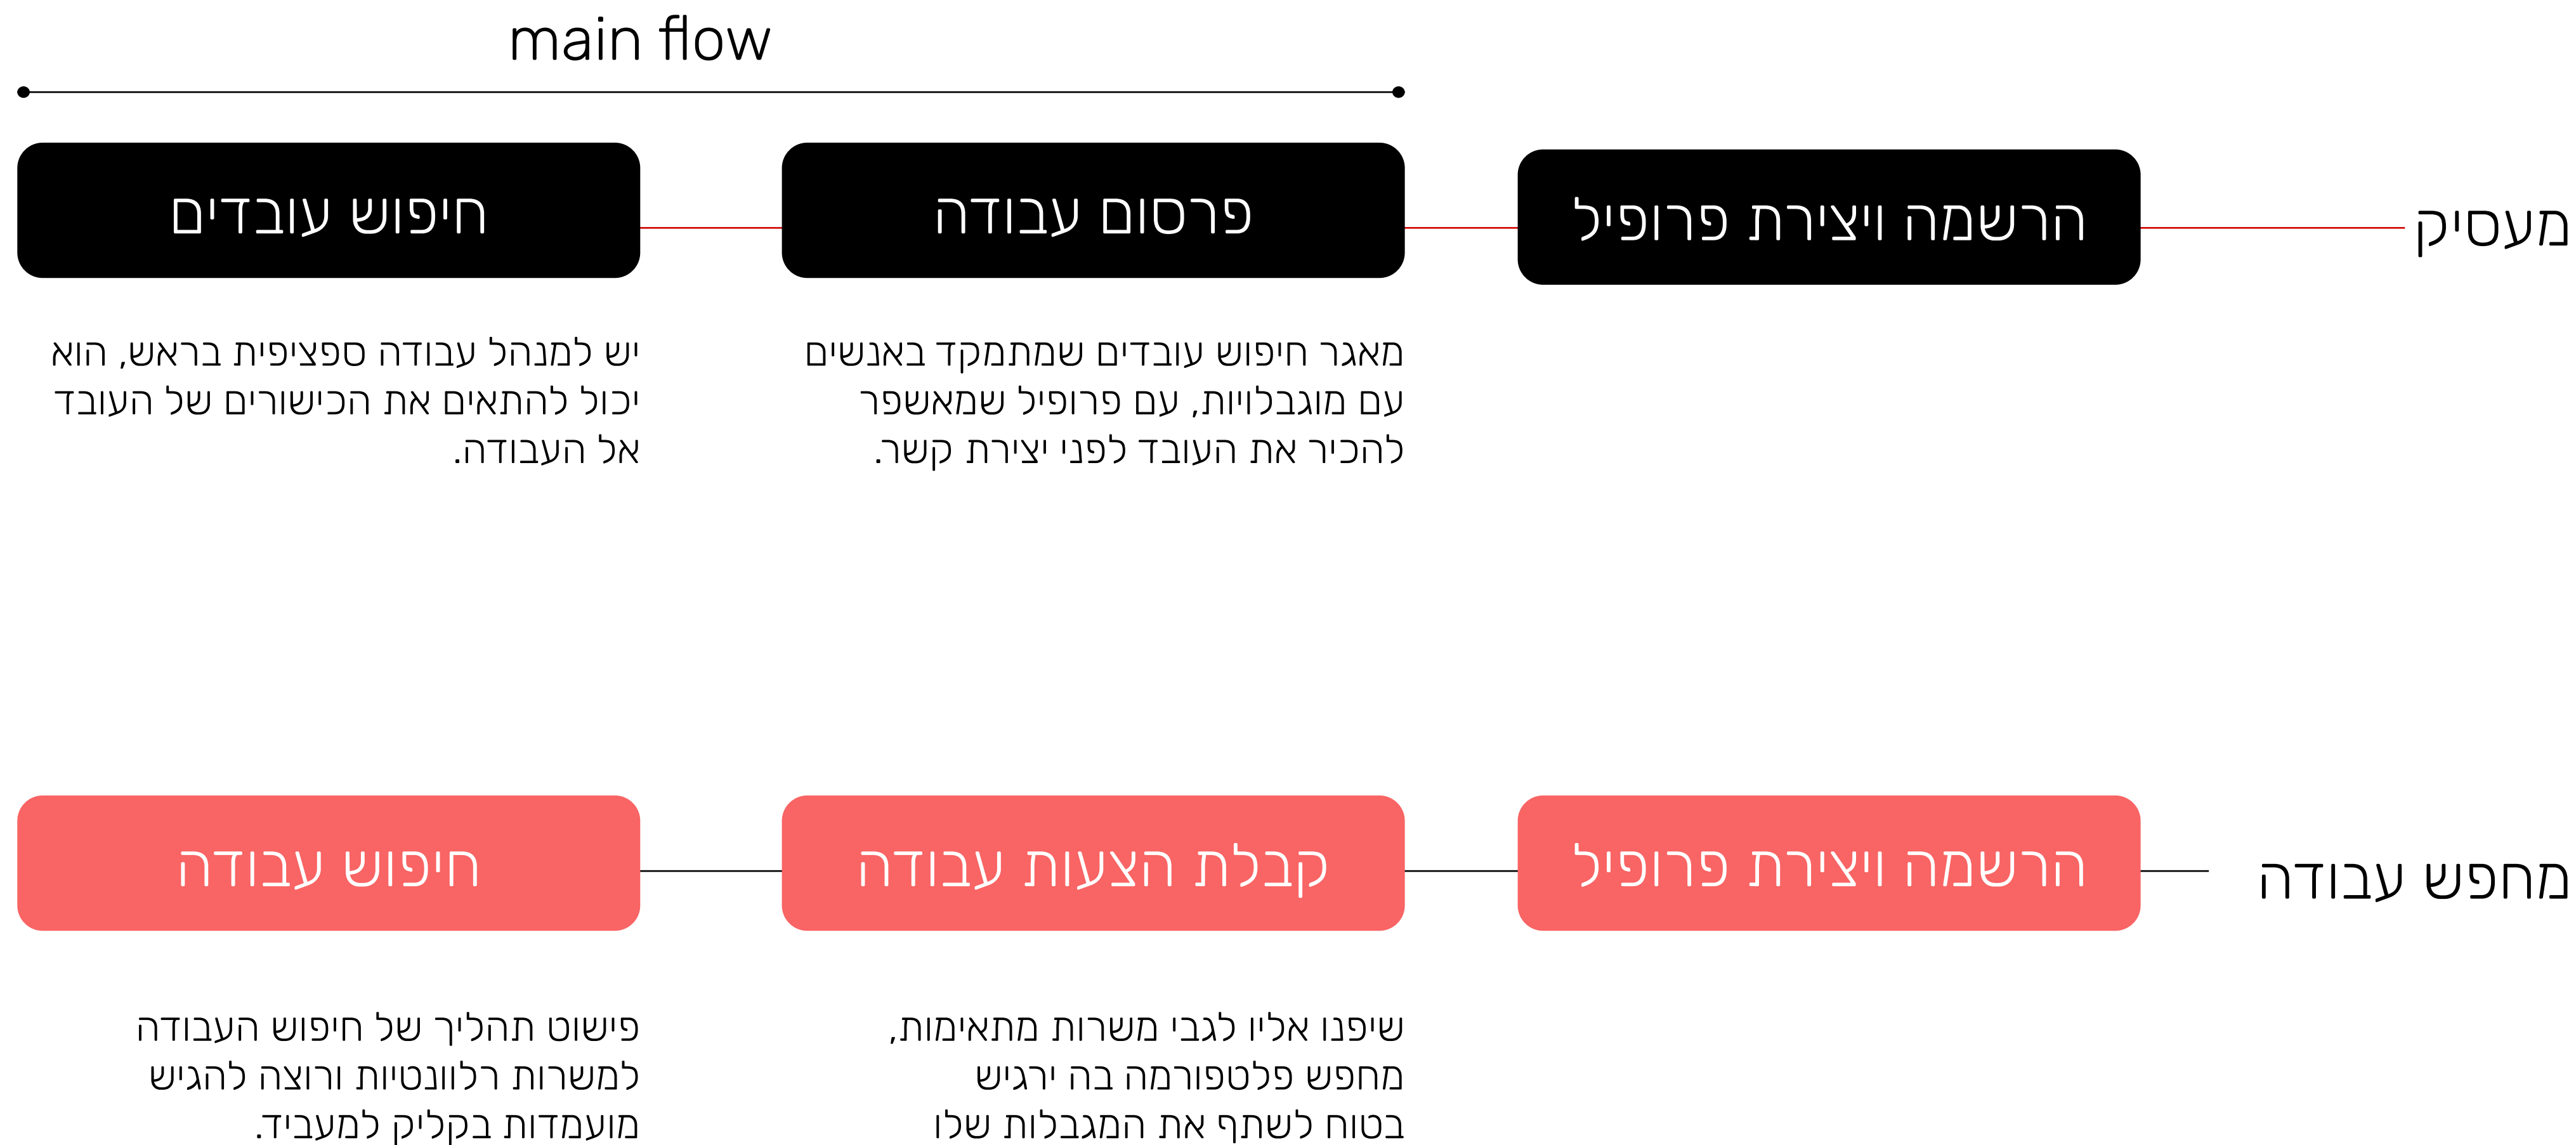 main flow
מעסיק
הרשמה ויצירת פרופיל
פרסום עבודה
חיפוש עובדים
מאגר חיפוש עובדים שמתמקד באנשים
עם מוגבלויות, עם פרופיל שמאשפר
להכיר את העובד לפני יצירת קשר.
יש למנהל עבודה ספציפית בראש, הוא
יכול להתאים את הכישורים של העובד
אל העבודה.
מחפש עבודה
הרשמה ויצירת פרופיל
קבלת הצעות עבודה
חיפוש עבודה
שיפנו אליו לגבי משרות מתאימות,
מחפש פלטפורמה בה ירגיש
בטוח לשתף את המגבלות שלו
פישוט תהליך של חיפוש העבודה
למשרות רלוונטיות ורוצה להגיש
מועמדות בקליק למעביד.